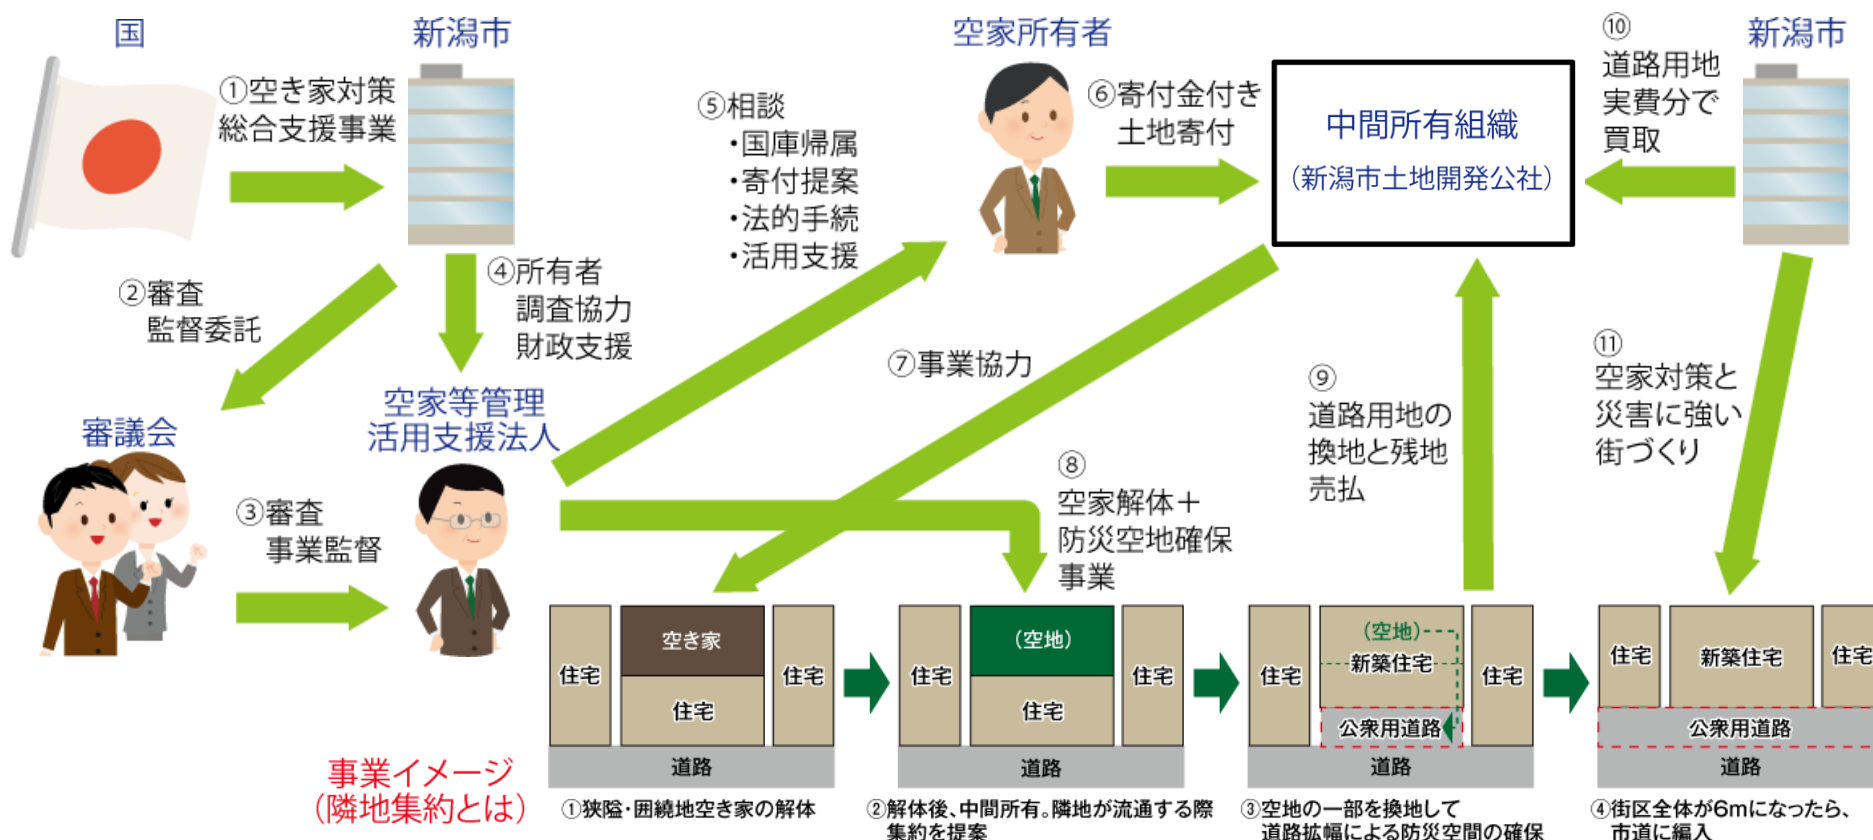 国
新潟市
①空き家対策
総合支援事業
②審査
監督委託
④所有者
調査協力
財政支援
審議会
空家等管理
活用支援法人
③審査
事業監督
⑤相談
・国庫帰属
・寄付提案
・法的手続
・活用支援
空家所有者
⑥寄付金付き
土地寄付
中間所有組織
（新潟市土地開発公社）
⑩
道路用地
実費分で
買取
新潟市
⑦事業協力
⑧
空家解体＋
防災空地確保
事業
⑨
道路用地の
換地と残地
売払
⑪
空家対策と
災害に強い
街づくり
事業イメージ
（隣地集約とは）
住宅
空き家
住宅
住宅
道路
①狭隘・囲繞地空き家の解体
住宅
（空地）
住宅
住宅
道路
②解体後、中間所有。隣地が流通する際
集約を提案
住宅
（空地）
新築住宅
住宅
公衆用道路
道路
③空地の一部を換地して
道路拡幅による防災空間の確保
住宅
新築住宅
住宅
公衆用道路
道路
④街区全体が6mになったら、
市道に編入